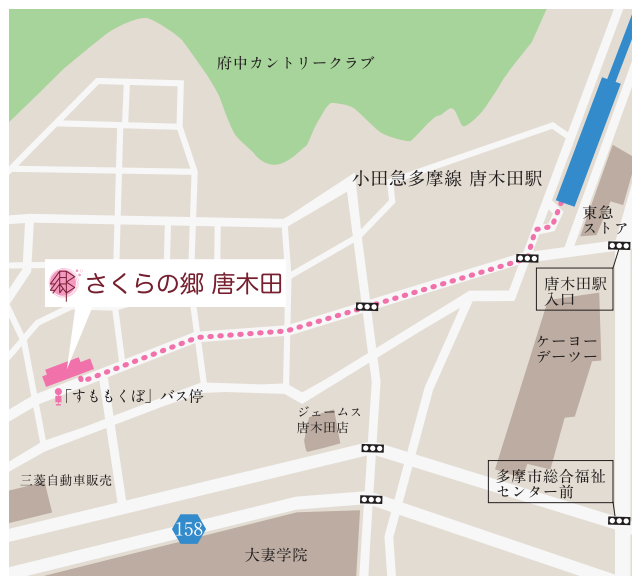 府中カントリークラブ
小田急多摩線 唐木田駅
東急
ストア
さくらの郷 唐木田
唐木田駅
入口
ケーヨー
デーツー
「すももくぼ」バス停
ジェームス
唐木田店
三菱自動車販売
多摩市総合福祉
センター前
158
大妻学院